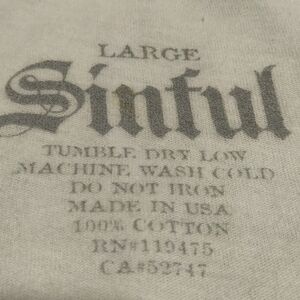 LARGE
Sinful
TUMBLE DRY LOW
MACHINE WASH COLD
DO NOT IRON
MADE IN USA
100% COTTON
RN#119475
CA#52747